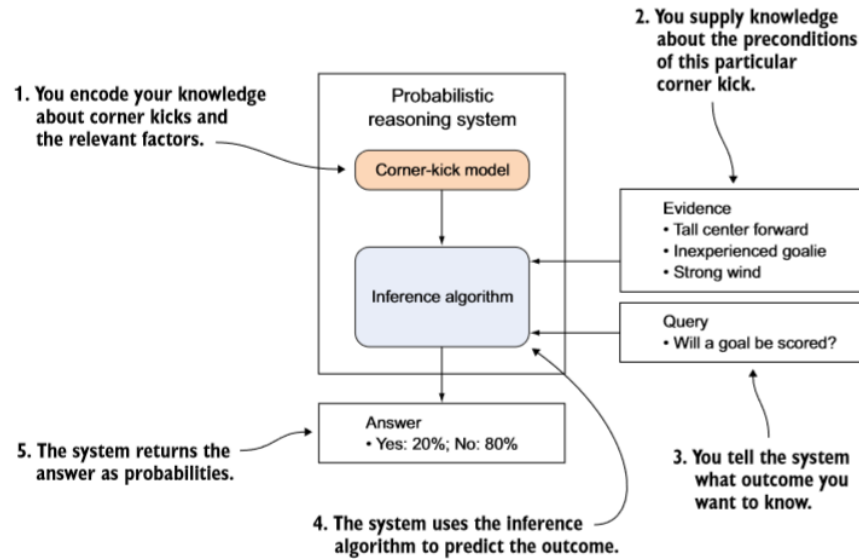 1. You encode your knowledge
about corner kicks and
the relevant factors.
2. You supply knowledge
about the preconditions
of this particular
corner kick.
Probabilistic
reasoning system
Corner-kick model
Inference algorithm
Evidence
• Tall center forward
• Inexperienced goalie
• Strong wind
Query
• Will a goal be scored?
3. You tell the system
what outcome you
want to know.
Answer
• Yes: 20%; No: 80%
5. The system returns the
answer as probabilities.
4. The system uses the inference
algorithm to predict the outcome.